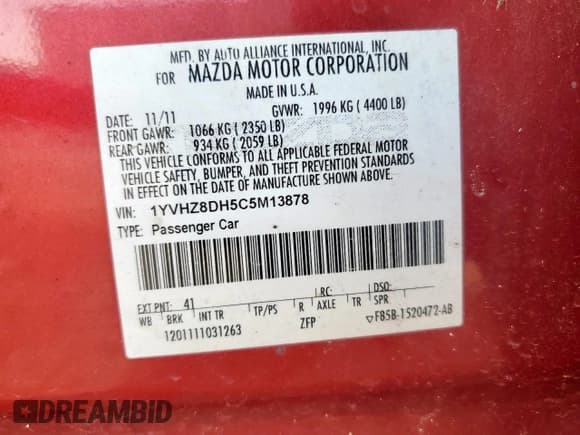 MFD. BY AUTO ALLIANCE INTERNATIONAL, INC.
FOR MAZDA MOTOR CORPORATION
MADE IN U.S.A.
DATE: 11/11 GVWR: 1996 KG ( 4400 LB)
FRONT GAWR: 1066 KG ( 2350 LB)
REAR GAWR: 934 KG ( 2059 LB)
THIS VEHICLE CONFORMS TO ALL APPLICABLE FEDERAL MOTOR
VEHICLE SAFETY, BUMPER, AND THEFT PREVENTION STANDARDS
IN EFFECT ON THE DATE OF MANUFACTURE SHOWN ABOVE.
VIN: 1YVHZ8DH5C5M13878
TYPE: Passenger Car
EXT PNT: 41 RC: DSO:
WB BRK INT TR TP/PS R AXLE TR SPR
1201111031263 ZFP ▽F85B-1520472-AB
DREAMBID